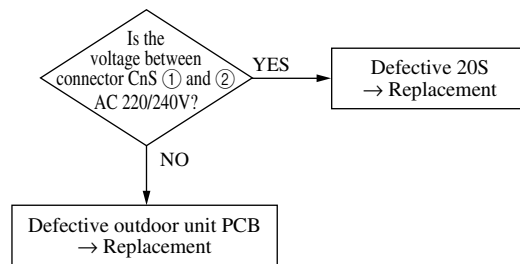 Is the
voltage between
connector CnS ① and ②
AC 220/240V?
YES
Defective 20S
→ Replacement
NO
Defective outdoor unit PCB
→ Replacement